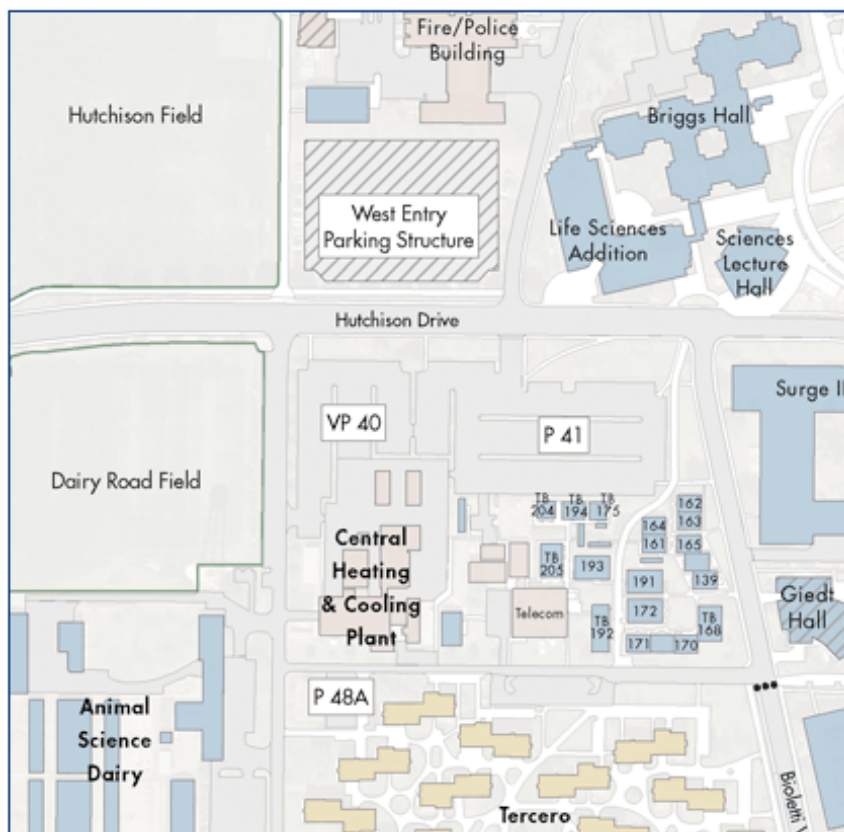 Fire/Police
Building
Hutchison Field
Briggs Hall
West Entry
Parking Structure
Life Sciences
Addition
Sciences
Lecture
Hall
Hutchison Drive
Surge II
VP 40
P 41
Dairy Road Field
TB
204
TB
194
TB
175
162
163
164
161
165
Central
Heating
& Cooling
Plant
TB
205
193
191
139
Giedt
Hall
Telecom
172
TB
192
TB
168
171
170
P 48A
Animal
Science
Dairy
Bioletti
Tercero